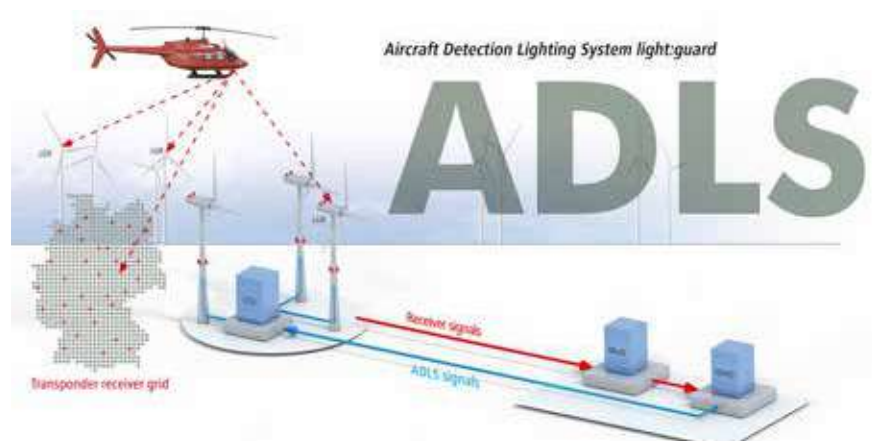 Aircraft Detection Lighting System light:guard
ADLS
Receiver signals
ADLS signals
Transponder receiver grid